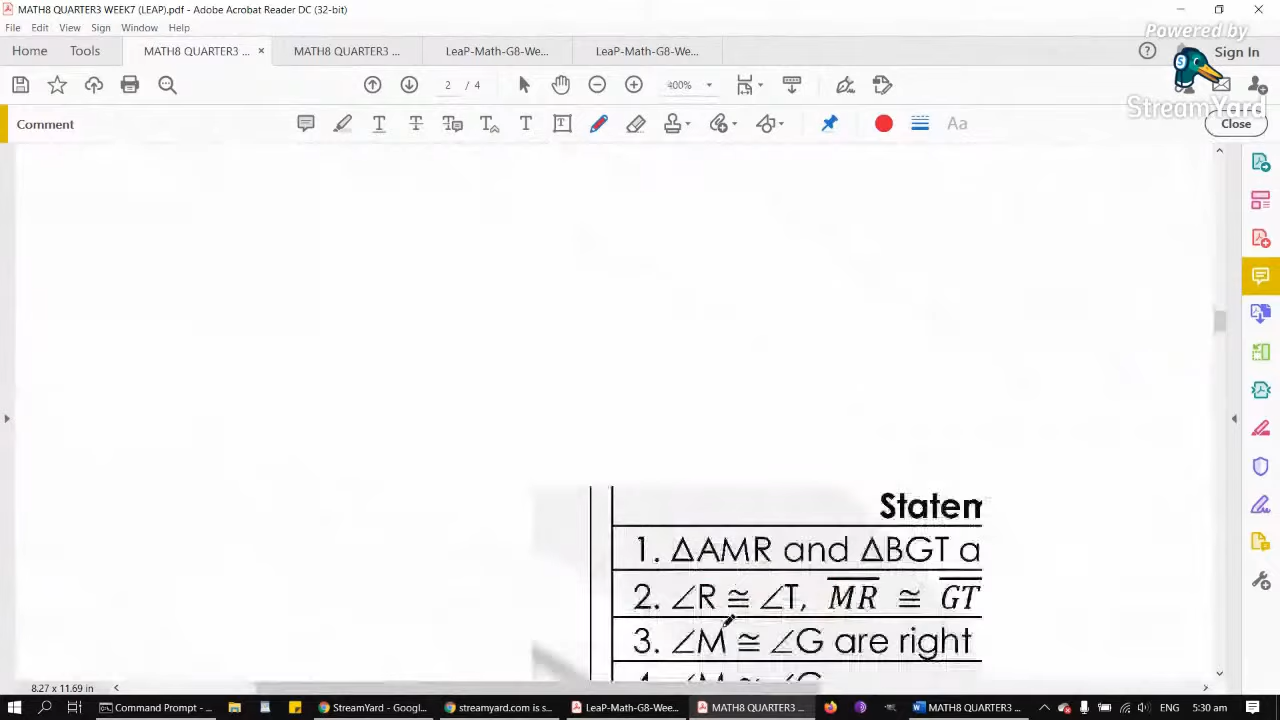 MATH8 QUARTER3 WEEK7 (LEAP).pdf - Adobe Acrobat Reader DC (32-bit)
File Edit View Sign Window Help
Powered by
StreamYard
Home Tools MATH8 QUARTER3 ... × MATH8 QUARTER3 ... LeaP-Math-G8-We... LeaP-Math-G8-We... Sign In
2 / 4 400%
Comment Aa Close
Statem
1. ΔAMR and ΔBGT a
2. ∠R ≅ ∠T, MR ≅ GT
3. ∠M ≅ ∠G are right
8.27 x 11.69 in
Command Prompt - ... StreamYard - Googl... streamyard.com is s... LeaP-Math-G8-We... MATH8 QUARTER3 ... MATH8 QUARTER ... ENG 5:30 am